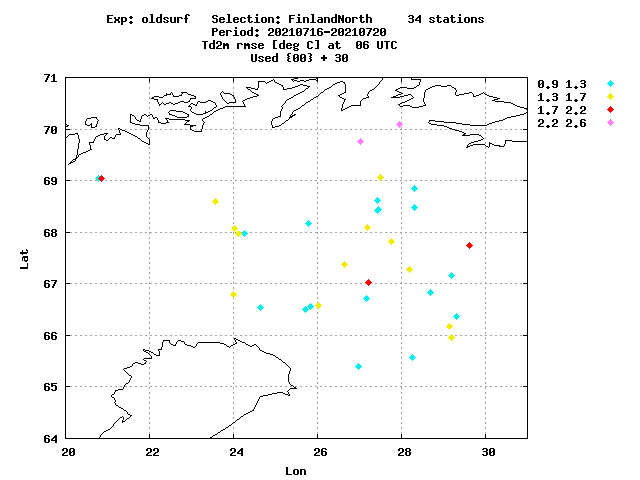 Exp: oldsurf   Selection: FinlandNorth     34 stations
Period: 20210716-20210720
Td2m rmse [deg C] at  06 UTC
Used {00} + 30
0.9 1.3
1.3 1.7
1.7 2.2
2.2 2.6
71
70
69
68
67
66
65
64
Lat
20 22 24 26 28 30
Lon